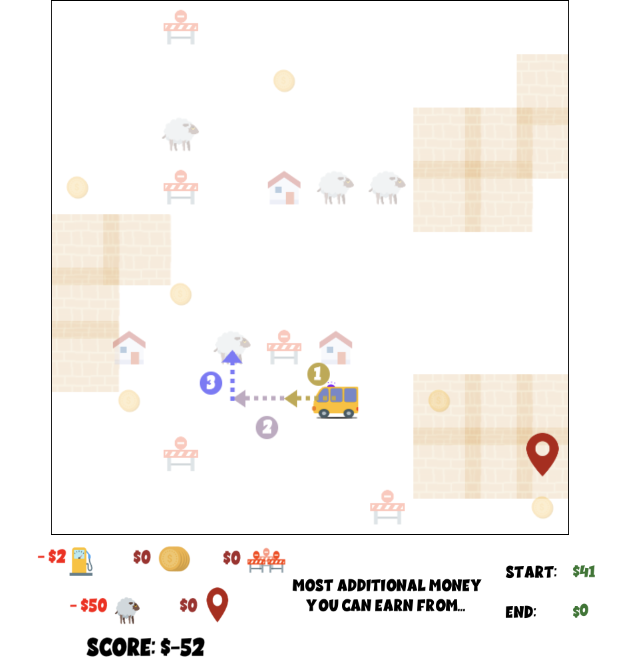 1
3
2
- $2
$0
$0
- $50
$0
MOST ADDITIONAL MONEY
YOU CAN EARN FROM...
START: $41
END: $0
SCORE: $-52